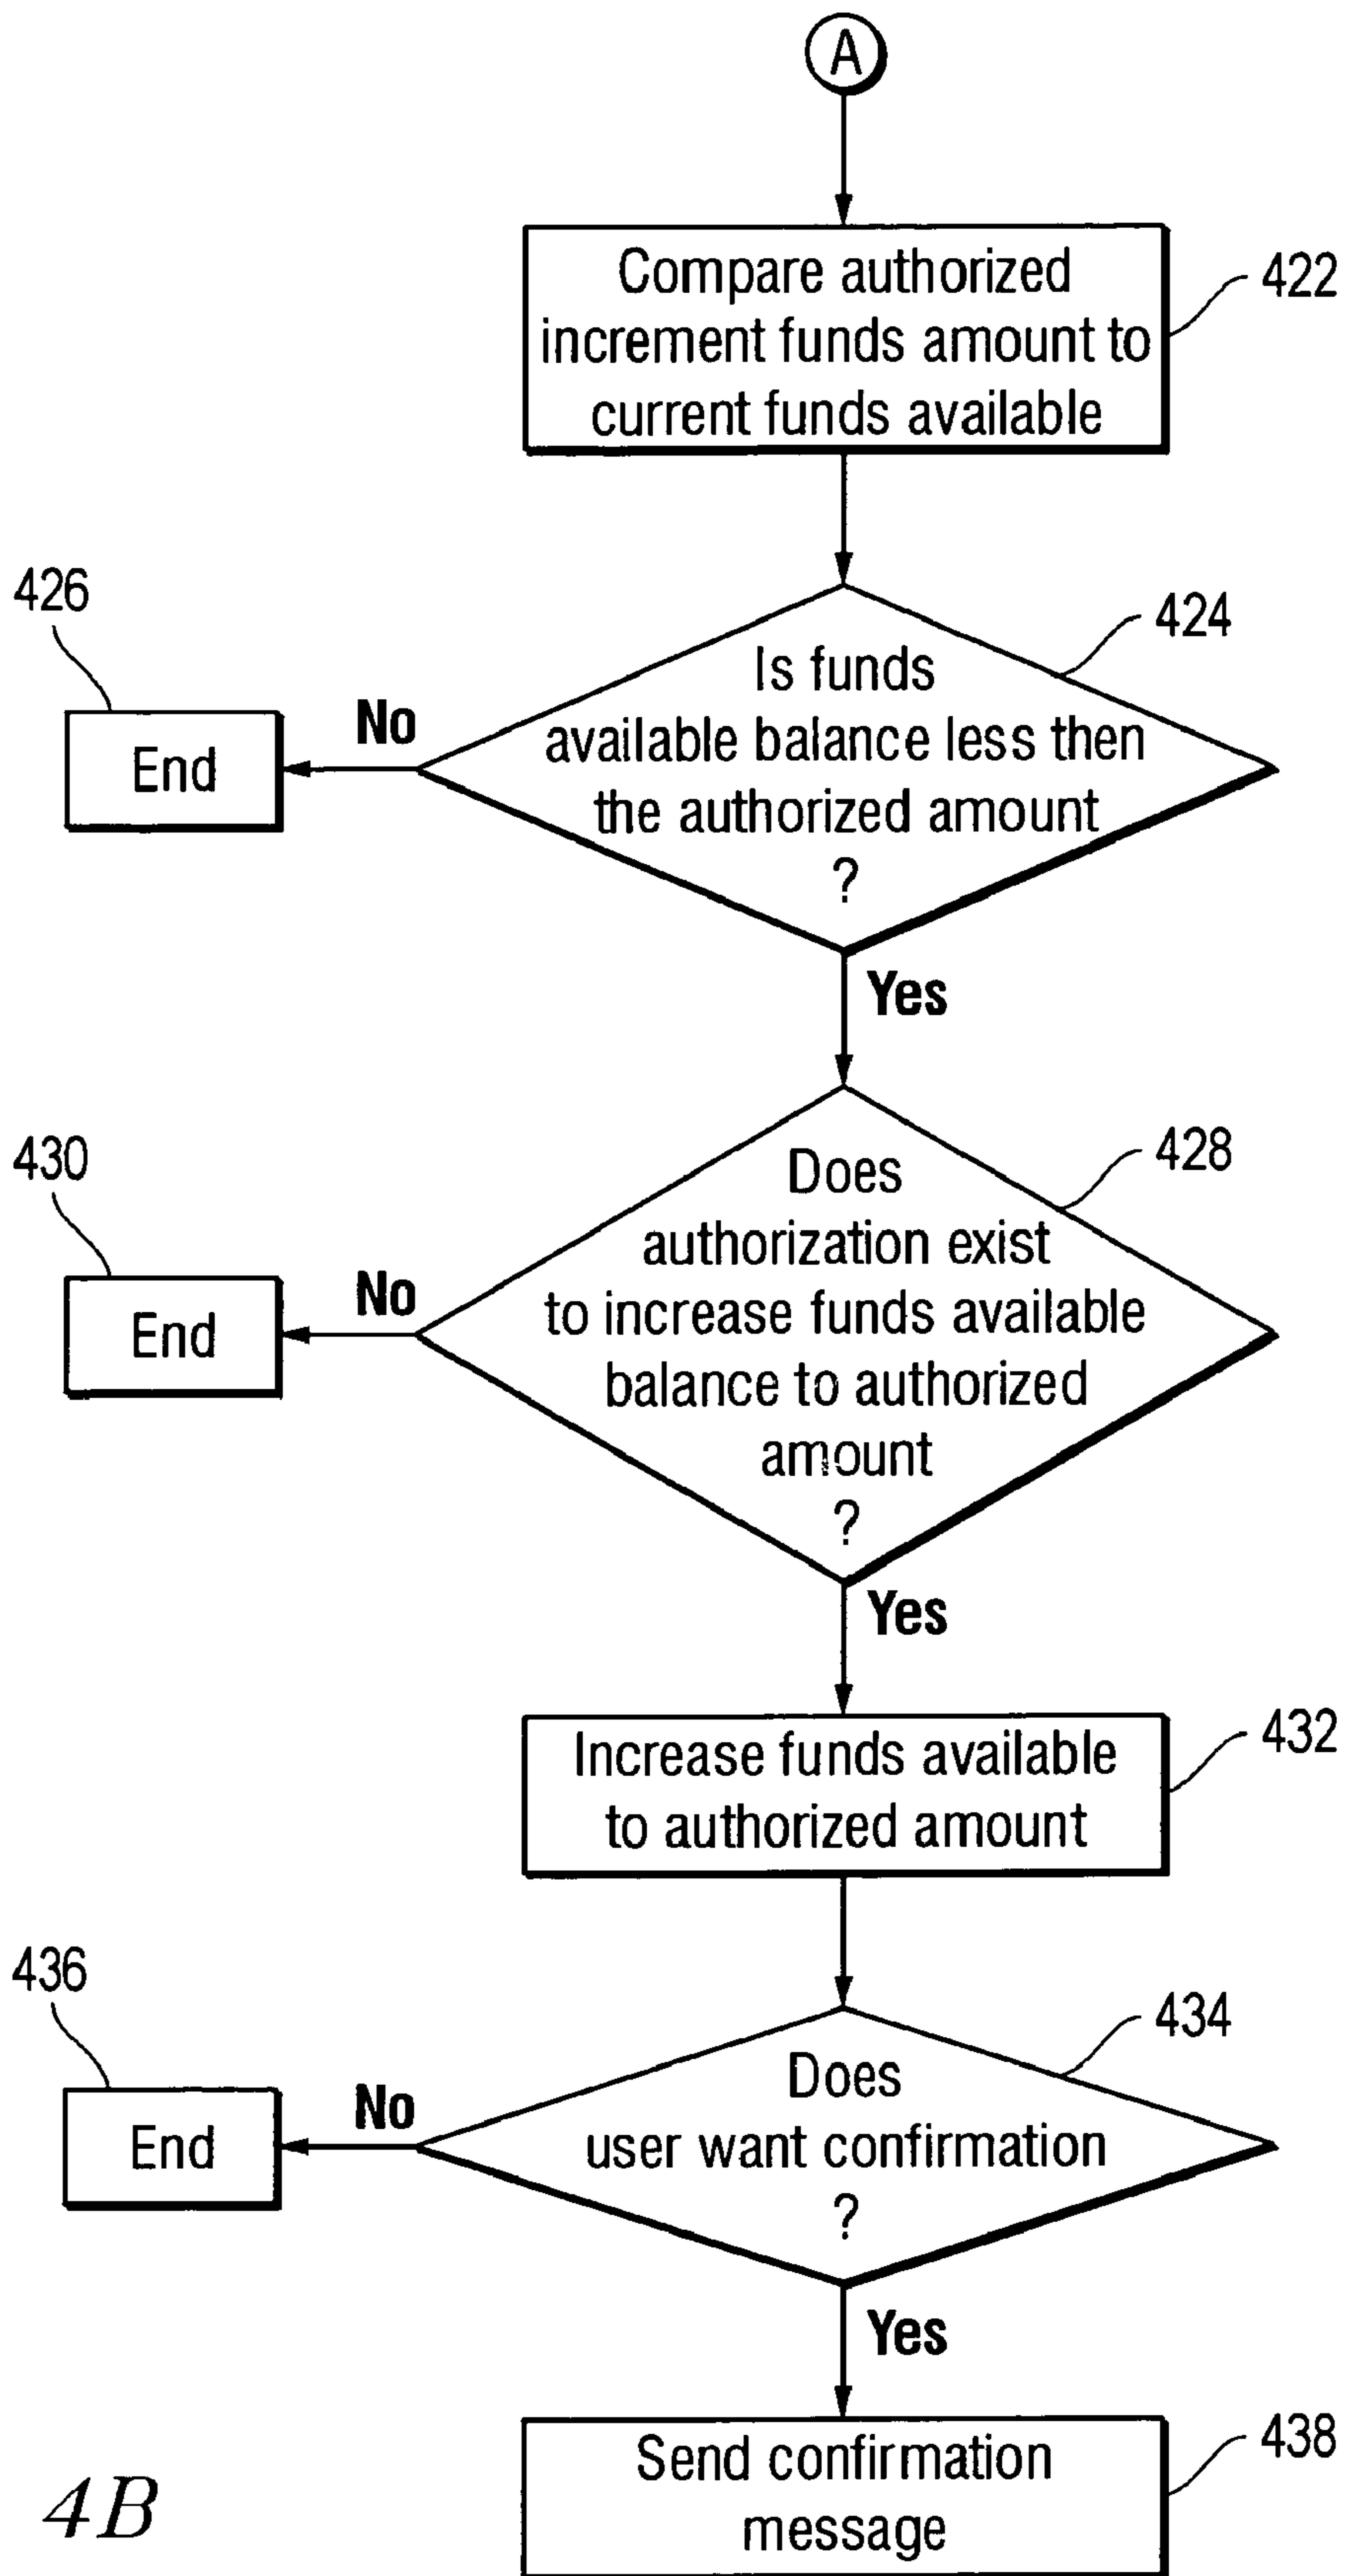 A
Compare authorized
increment funds amount to
current funds available
422
424
Is funds
available balance less then
the authorized amount
?
426
End
No
Yes
428
Does
authorization exist
to increase funds available
balance to authorized
amount
?
430
End
No
Yes
Increase funds available
to authorized amount
432
434
Does
user want confirmation
?
436
End
No
Yes
Send confirmation
message
438
4B